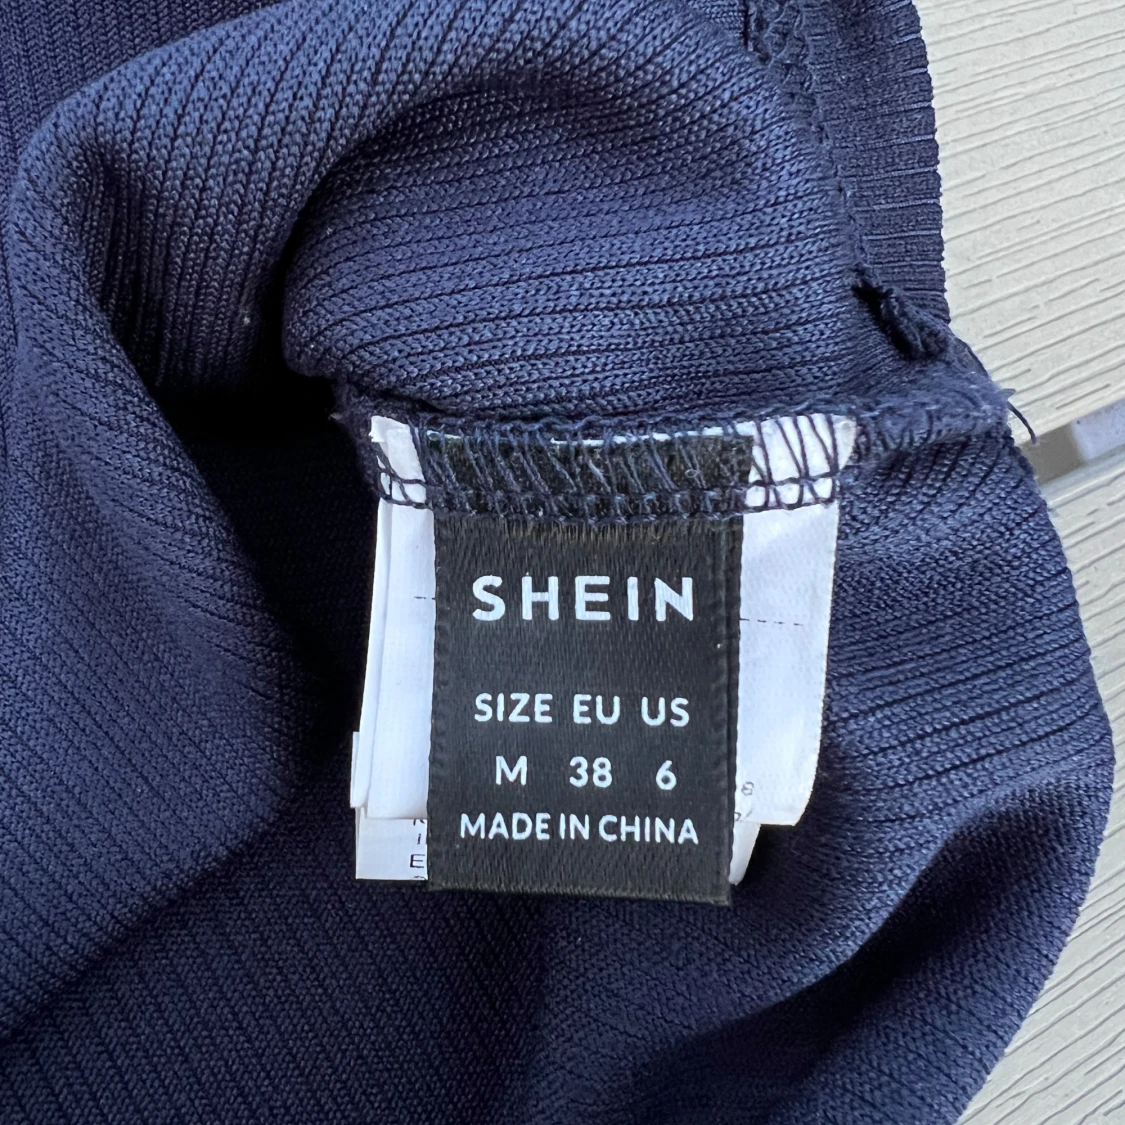 SHEIN
SIZE EU US
M 38 6
MADE IN CHINA